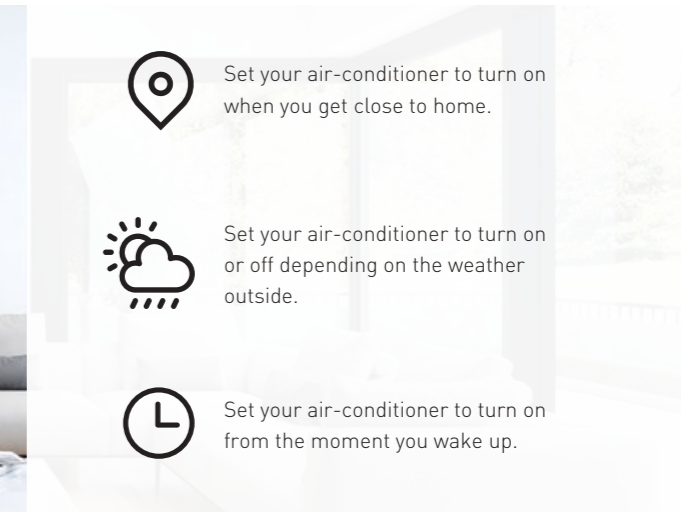 Set your air-conditioner to turn on
when you get close to home.
Set your air-conditioner to turn on
or off depending on the weather
outside.
Set your air-conditioner to turn on
from the moment you wake up.